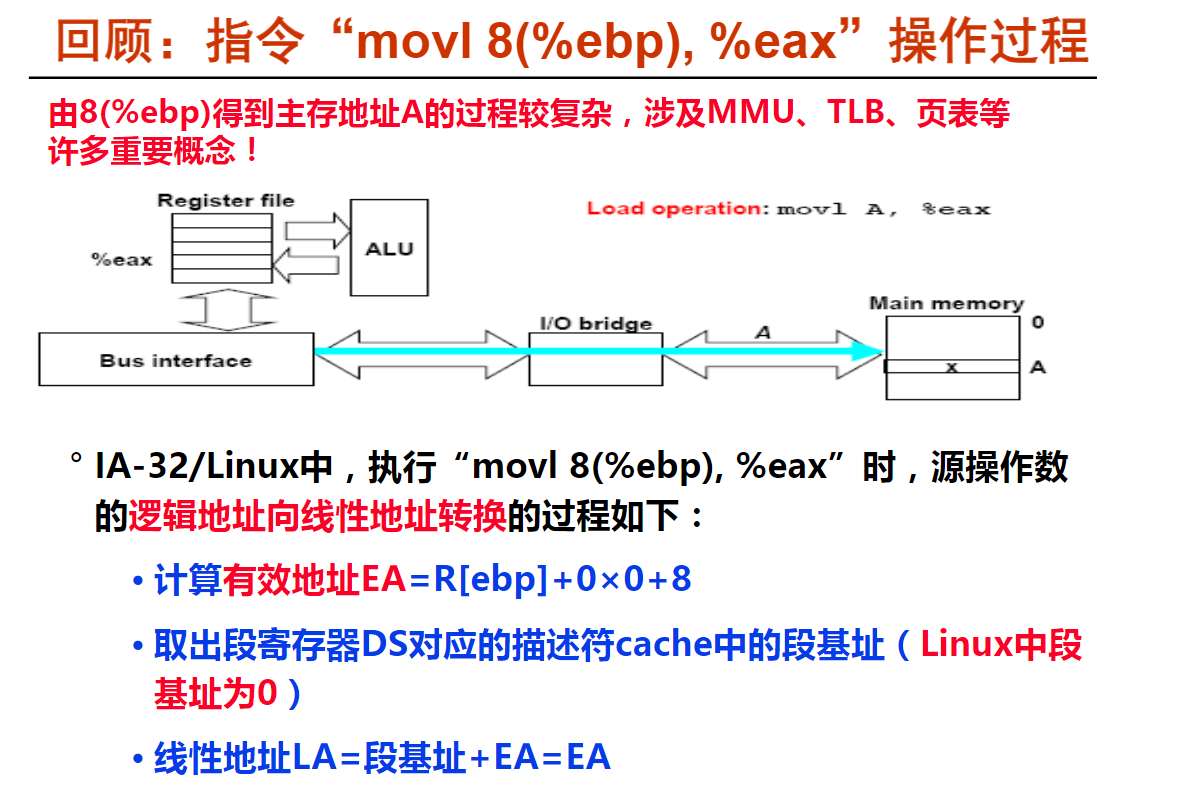 回顾：指令“movl 8(%ebp), %eax”操作过程
由8(%ebp)得到主存地址A的过程较复杂，涉及MMU、TLB、页表等
许多重要概念！
Register file
Load operation: movl A, %eax
ALU
%eax
Main memory
I/O bridge
A
0
Bus interface
x
A
° IA-32/Linux中，执行“movl 8(%ebp), %eax”时，源操作数
的逻辑地址向线性地址转换的过程如下：
• 计算有效地址EA=R[ebp]+0×0+8
• 取出段寄存器DS对应的描述符cache中的段基址（Linux中段
基址为0）
• 线性地址LA=段基址+EA=EA